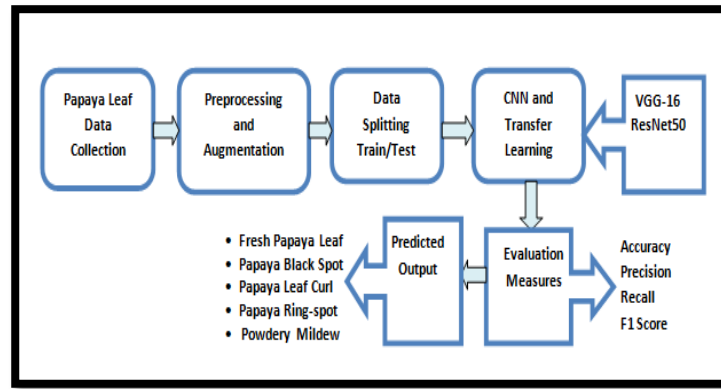 Papaya Leaf
Data
Collection
Preprocessing
and
Augmentation
Data
Splitting
Train/Test
CNN and
Transfer
Learning
VGG-16
ResNet50
• Fresh Papaya Leaf
• Papaya Black Spot
• Papaya Leaf Curl
• Papaya Ring-spot
• Powdery Mildew
Predicted
Output
Evaluation
Measures
Accuracy
Precision
Recall
F1 Score